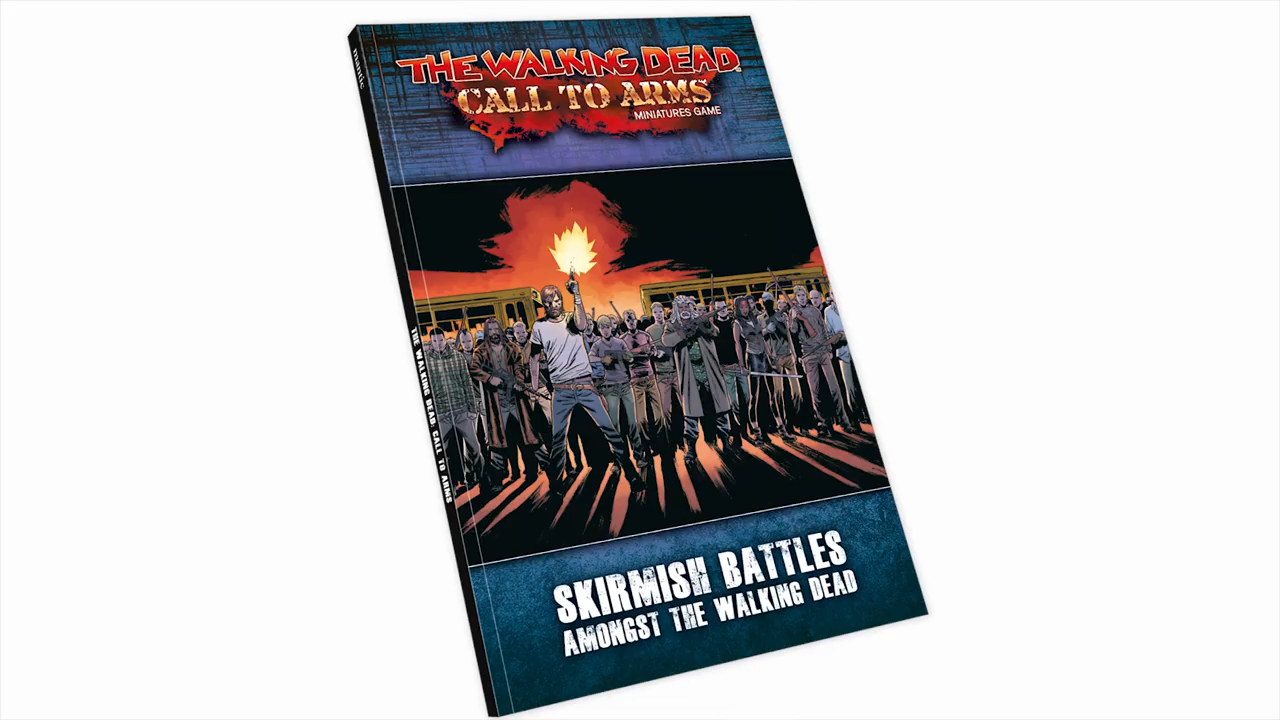 mantic
THE WALKING DEAD
CALL TO ARMS
MINIATURES GAME
THE WALKING DEAD: CALL TO ARMS
SKIRMISH BATTLES
AMONGST THE WALKING DEAD